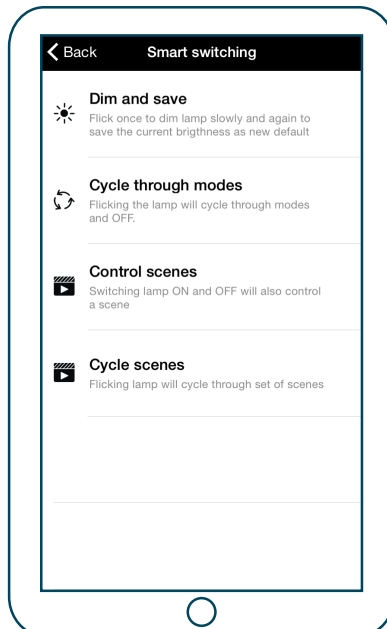 Back Smart switching
Dim and save
Flick once to dim lamp slowly and again to
save the current brigthness as new default
Cycle through modes
Flicking the lamp will cycle through modes
and OFF.
Control scenes
Switching lamp ON and OFF will also control
a scene
Cycle scenes
Flicking lamp will cycle through set of scenes